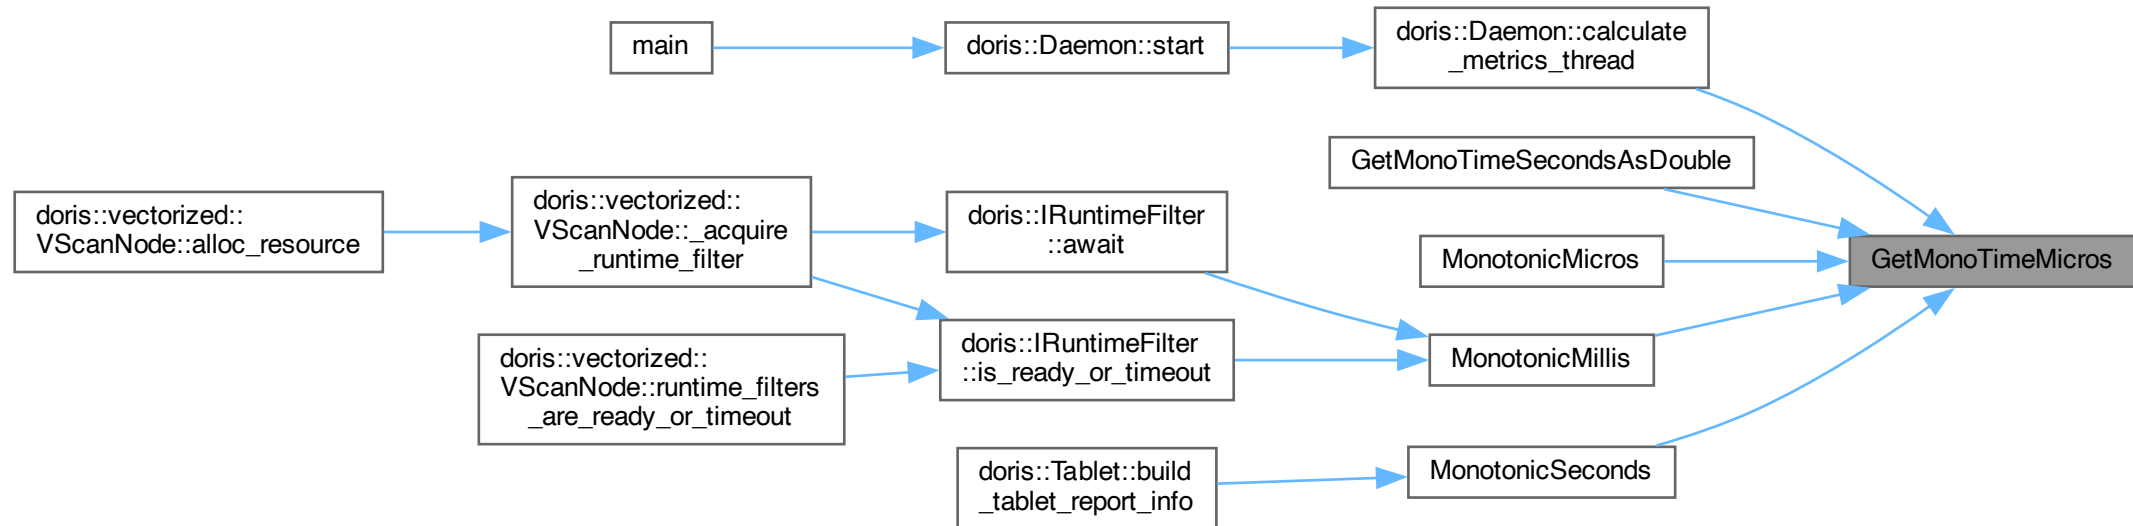 main
doris::Daemon::start
doris::Daemon::calculate
_metrics_thread
GetMonoTimeSecondsAsDouble
doris::vectorized::
VScanNode::alloc_resource
doris::vectorized::
VScanNode::_acquire
_runtime_filter
doris::IRuntimeFilter
::await
MonotonicMicros
GetMonoTimeMicros
doris::vectorized::
VScanNode::runtime_filters
_are_ready_or_timeout
doris::IRuntimeFilter
::is_ready_or_timeout
MonotonicMillis
doris::Tablet::build
_tablet_report_info
MonotonicSeconds